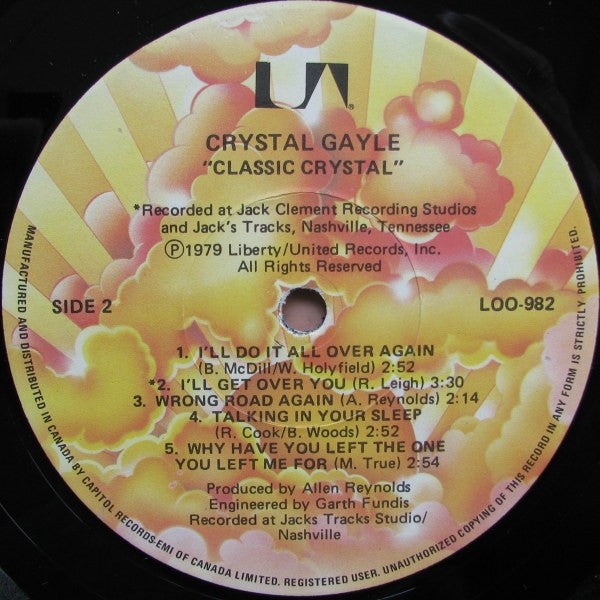 UA®
CRYSTAL GAYLE
"CLASSIC CRYSTAL"
*Recorded at Jack Clement Recording Studios
and Jack's Tracks, Nashville, Tennessee
Ⓟ1979 Liberty/United Records, Inc.
All Rights Reserved
SIDE 2
LOO-982
1. I'LL DO IT ALL OVER AGAIN
(B. McDill/W. Holyfield) 2:52
*2. I'LL GET OVER YOU (R. Leigh) 3:30
3. WRONG ROAD AGAIN (A. Reynolds) 2:14
4. TALKING IN YOUR SLEEP
(R. Cook/B. Woods) 2:52
5. WHY HAVE YOU LEFT THE ONE
YOU LEFT ME FOR (M. True) 2:54
Produced by Allen Reynolds
Engineered by Garth Fundis
Recorded at Jacks Tracks Studio/
Nashville
MANUFACTURED AND DISTRIBUTED IN CANADA BY CAPITOL RECORDS-EMI OF CANADA LIMITED. REGISTERED USER. UNAUTHORIZED COPYING OF THIS RECORD IN ANY FORM IS STRICTLY PROHIBITED.